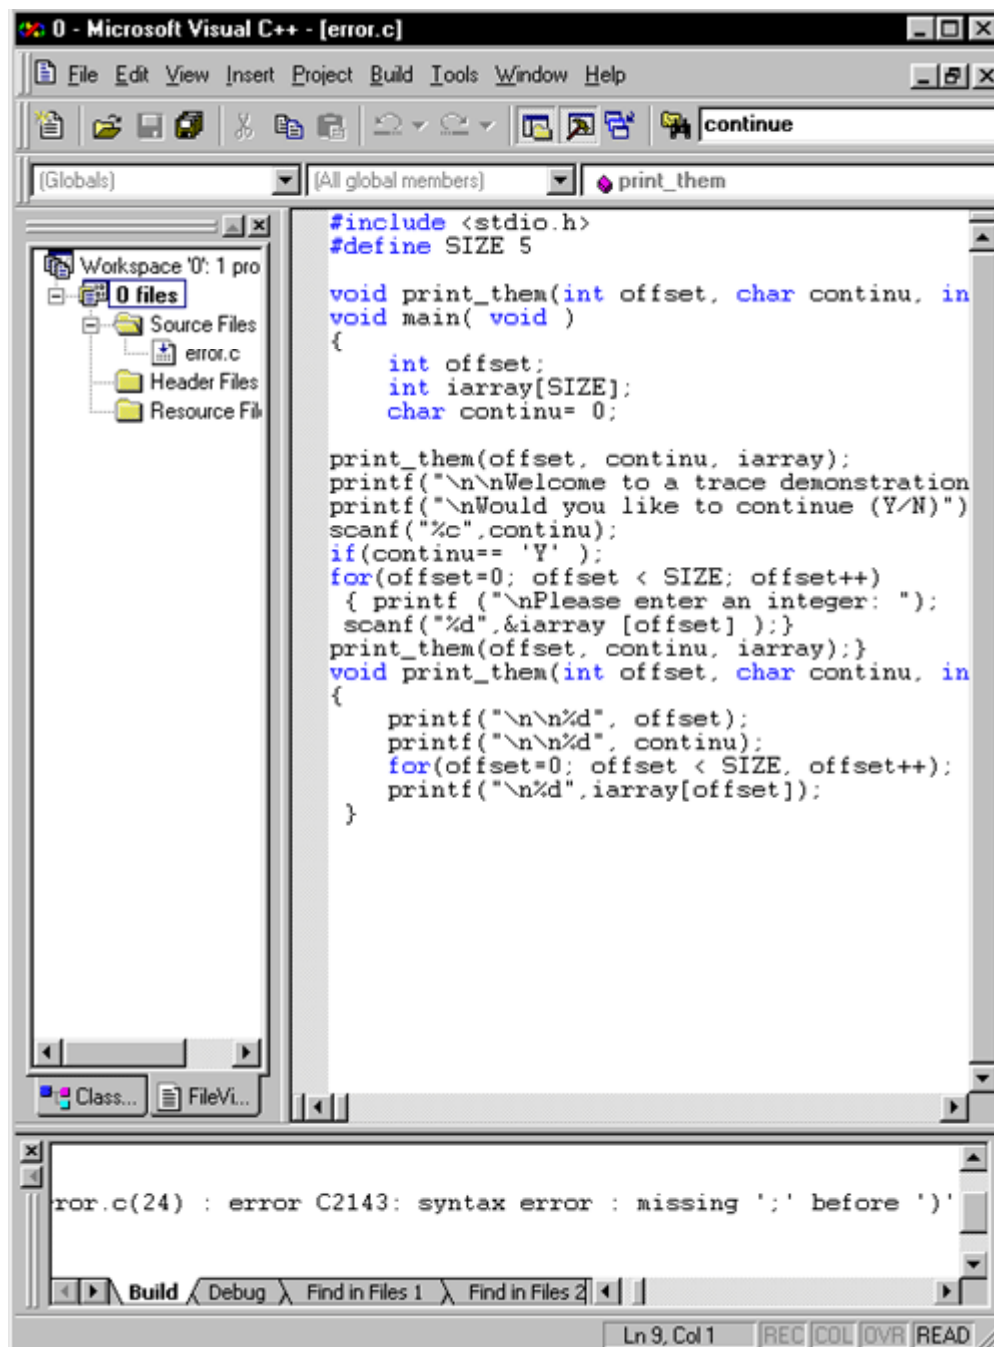 0 - Microsoft Visual C++ - [error.c]
File Edit View Insert Project Build Tools Window Help
continue
(Globals) (All global members) print_them
Workspace '0': 1 pro
0 files
Source Files
error.c
Header Files
Resource Fil
#include <stdio.h>
#define SIZE 5
void print_them(int offset, char continu, in
void main( void )
{
int offset;
int iarray[SIZE];
char continu= 0;
print_them(offset, continu, iarray);
printf("\n\nWelcome to a trace demonstration
printf("\nWould you like to continue (Y/N)")
scanf("%c",continu);
if(continu== 'Y' );
for(offset=0; offset < SIZE; offset++)
{ printf ("\nPlease enter an integer: ");
scanf("%d",&iarray [offset] );}
print_them(offset, continu, iarray);}
void print_them(int offset, char continu, in
{
printf("\n\n%d", offset);
printf("\n\n%d", continu);
for(offset=0; offset < SIZE, offset++);
printf("\n%d",iarray[offset]);
}
Class... FileVi...
ror.c(24) : error C2143: syntax error : missing ';' before ')'
Build Debug Find in Files 1 Find in Files 2
Ln 9, Col 1 REC COL OVR READ